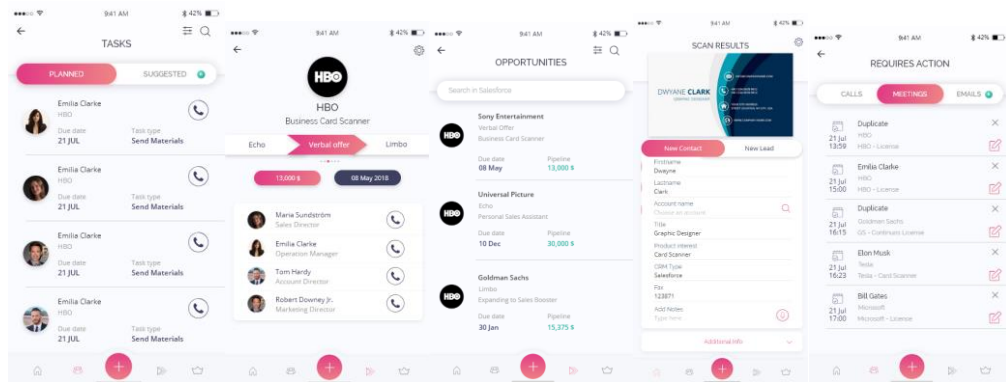 9:41 AM
42%
TASKS
PLANNED
SUGGESTED
Emilia Clarke
HBO
Due date
Task type
21 JUL
Send Materials
Emilia Clarke
HBO
Due date
Task type
21 JUL
Send Materials
Emilia Clarke
HBO
Due date
Task type
21 JUL
Send Materials
Emilia Clarke
HBO
Due date
Task type
21 JUL
Send Materials
9:41 AM
42%
HBO
HBO
Business Card Scanner
Echo
Verbal offer
Limbo
13,000 $
08 May 2018
Maria Sundström
Sales Director
Emilia Clarke
Operation Manager
Tom Hardy
Account Director
Robert Downey Jr.
Marketing Director
9:41 AM
42%
OPPORTUNITIES
Search in Salesforce
HBO
Sony Entertainment
Verbal Offer
Business Card Scanner
Due date
Pipeline
08 May
13,000 $
HBO
Universal Picture
Echo
Personal Sales Assistant
Due date
Pipeline
10 Dec
30,000 $
HBO
Goldman Sachs
Limbo
Expanding to Sales Booster
Due date
Pipeline
30 Jan
15,375 $
9:41 AM
42%
SCAN RESULTS
DWYANE CLARK
GRAPHIC DESIGNER
New Contact
New Lead
Firstname
Dwayne
Lastname
Clark
Account name
Choose an account
Title
Graphic Designer
Product interest
Card Scanner
CRM Type
Salesforce
Fax
123871
Add Notes
Type here
Additional Info
9:41 AM
42%
REQUIRES ACTION
CALLS
MEETINGS
EMAILS
Duplicate
HBO
21 Jul
13:59
HBO - License
Emilia Clarke
HBO
21 Jul
15:00
HBO - License
Duplicate
Goldman Sachs
21 Jul
16:15
GS - Continues License
Elon Musk
Tesla
21 Jul
16:23
Tesla - Card Scanner
Bill Gates
Microsoft
21 Jul
17:00
Microsoft - License